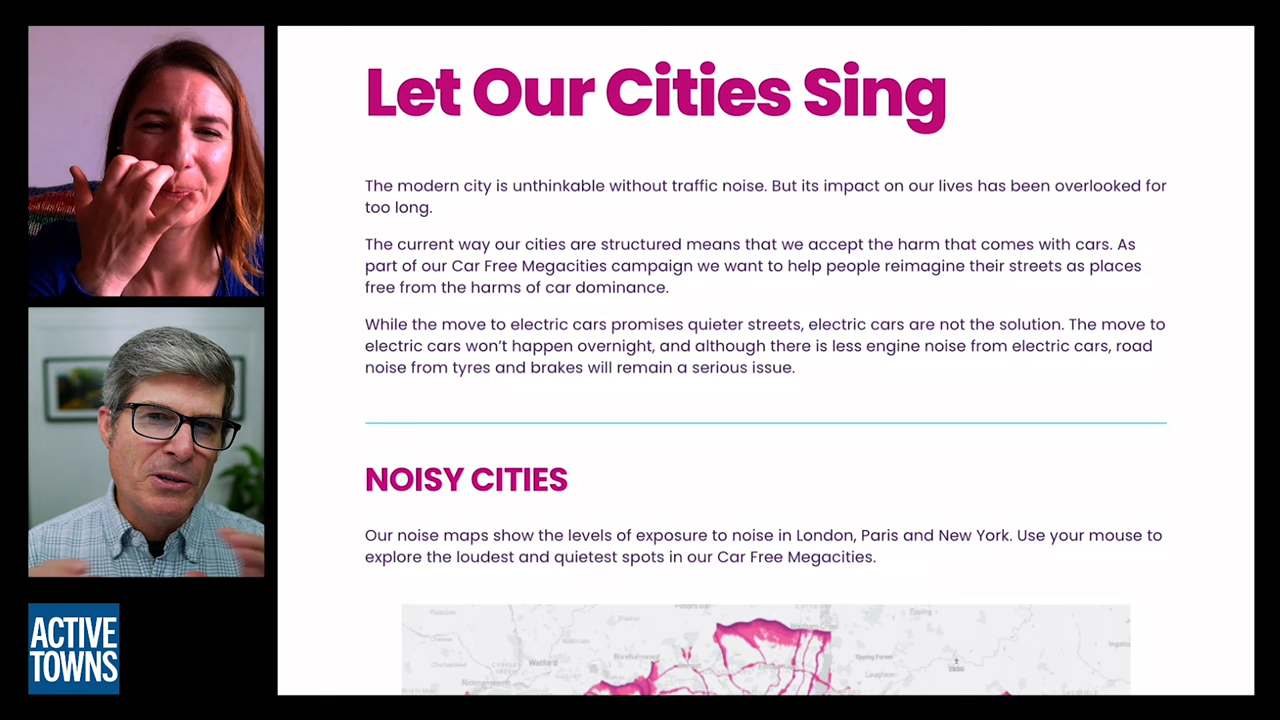 Let Our Cities Sing
The modern city is unthinkable without traffic noise. But its impact on our lives has been overlooked for
too long.
The current way our cities are structured means that we accept the harm that comes with cars. As
part of our Car Free Megacities campaign we want to help people reimagine their streets as places
free from the harms of car dominance.
While the move to electric cars promises quieter streets, electric cars are not the solution. The move to
electric cars won’t happen overnight, and although there is less engine noise from electric cars, road
noise from tyres and brakes will remain a serious issue.
NOISY CITIES
Our noise maps show the levels of exposure to noise in London, Paris and New York. Use your mouse to
explore the loudest and quietest spots in our Car Free Megacities.
Watford
Borehamwood
Waltham Cross
Epping Forest
Loughton
Epping
Rickmansworth
ACTIVE
TOWNS